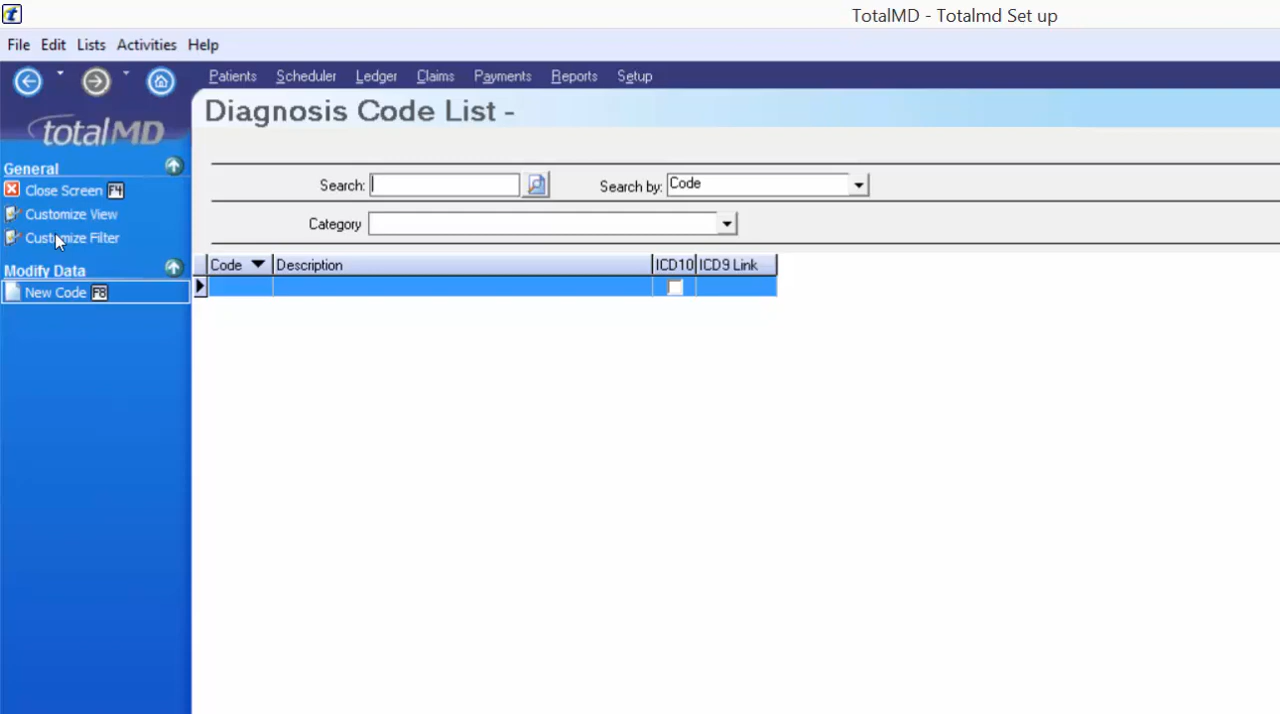 TotalMD - Totalmd Set up
File Edit Lists Activities Help
Patients Scheduler Ledger Claims Payments Reports Setup
totalMD
Diagnosis Code List -
General
Close Screen F4
Customize View
Customize Filter
Modify Data
New Code F8
Search: Search by: Code
Category
Code Description ICD10 ICD9 Link